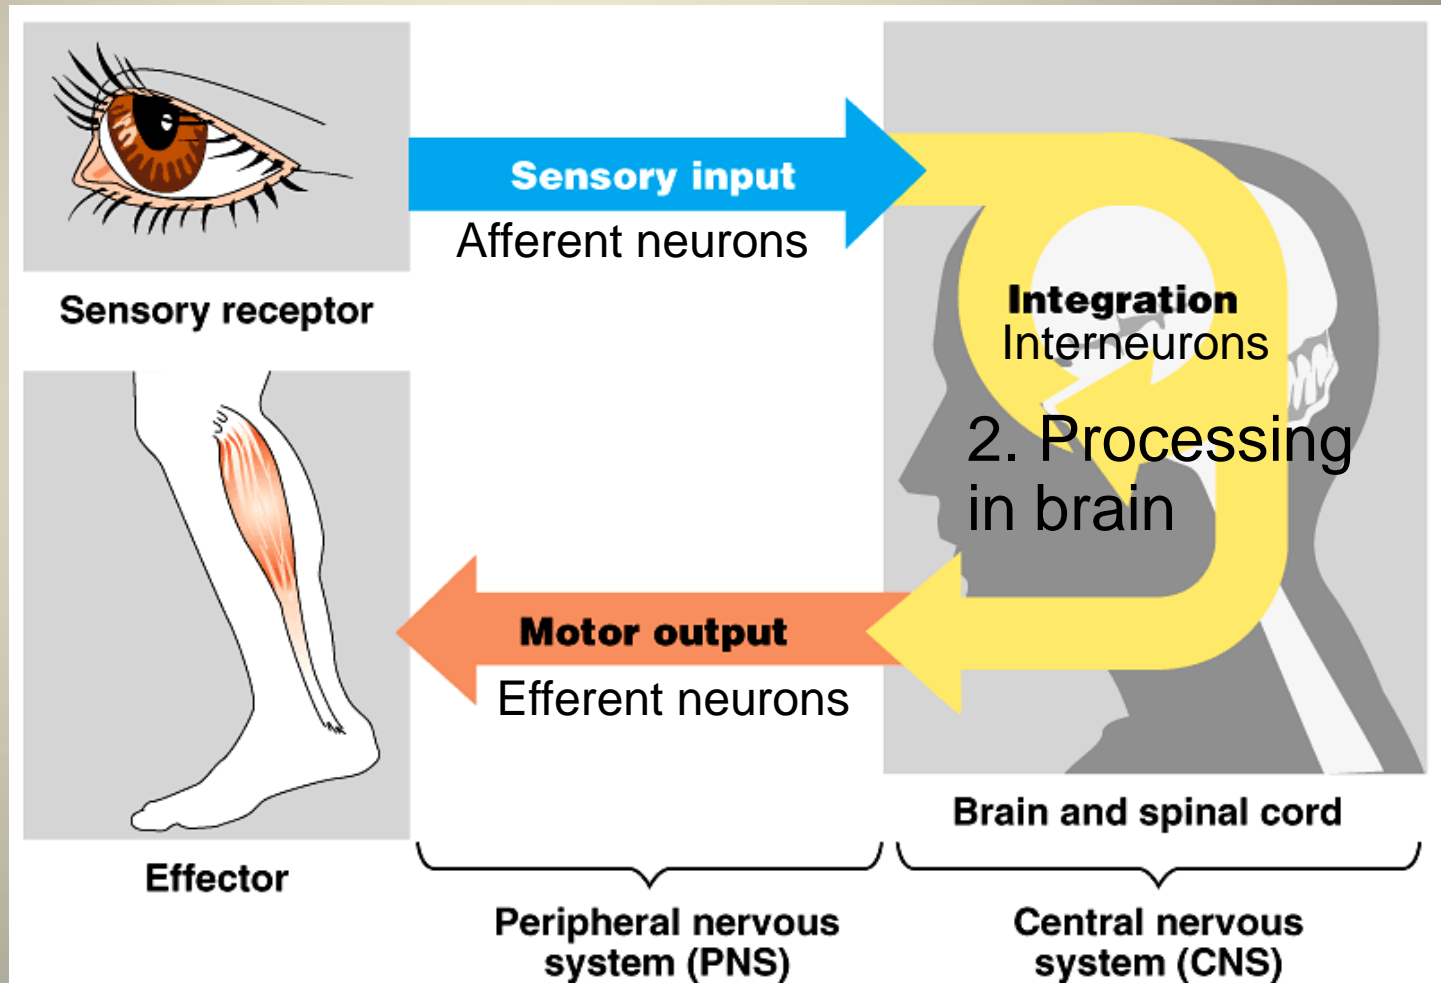 Sensory input
Afferent neurons
Sensory receptor
Integration
Interneurons
2. Processing
in brain
Motor output
Efferent neurons
Brain and spinal cord
Effector
Peripheral nervous
system (PNS)
Central nervous
system (CNS)